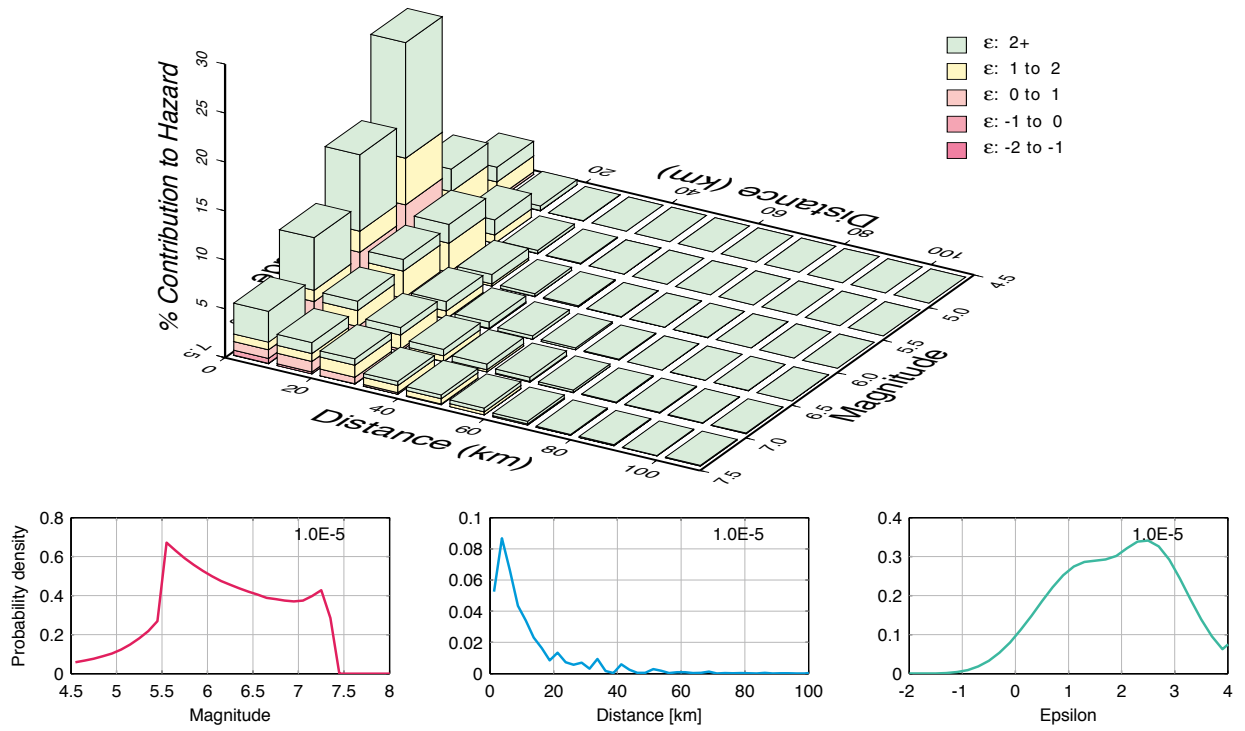 % Contribution to Hazard
30
25
20
15
10
5
ε: 2+
ε: 1 to 2
ε: 0 to 1
ε: -1 to 0
ε: -2 to -1
20
40
60
80
100
Distance (km)
4.5
5.0
5.5
6.0
6.5
7.0
7.5
Magnitude
7.5
0
20
40
60
80
100
Distance (km)
Probability density
0.8
0.6
0.4
0.2
0
1.0E-5
4.5 5 5.5 6 6.5 7 7.5 8
Magnitude
0.1
0.08
0.06
0.04
0.02
0
1.0E-5
0 20 40 60 80 100
Distance [km]
0.4
0.3
0.2
0.1
0
1.0E-5
-2 -1 0 1 2 3 4
Epsilon